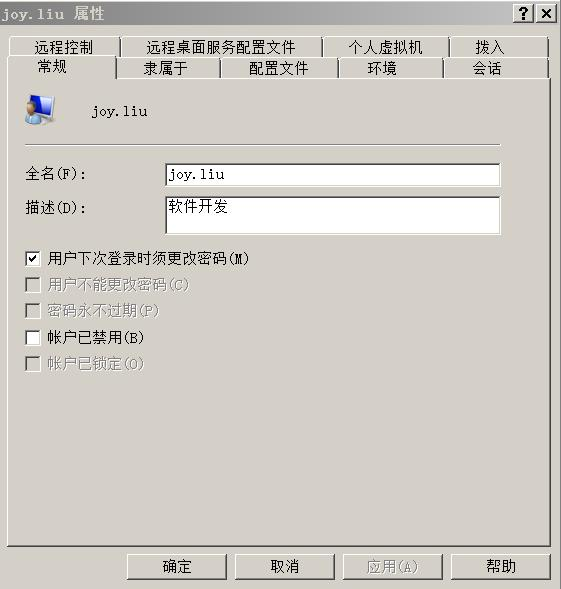 joy.liu 属性
远程控制 远程桌面服务配置文件 个人虚拟机 拨入
常规 隶属于 配置文件 环境 会话
joy.liu
全名(F): joy.liu
描述(D): 软件开发
用户下次登录时须更改密码(M)
用户不能更改密码(C)
密码永不过期(P)
帐户已禁用(B)
帐户已锁定(O)
确定 取消 应用(A) 帮助